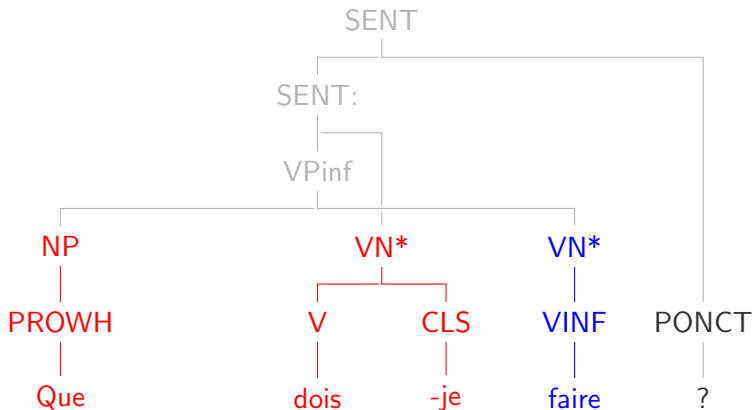 SENT
SENT:
VPinf
NP VN* VN*
PROWH V CLS VINF PONCT
Que dois -je faire ?